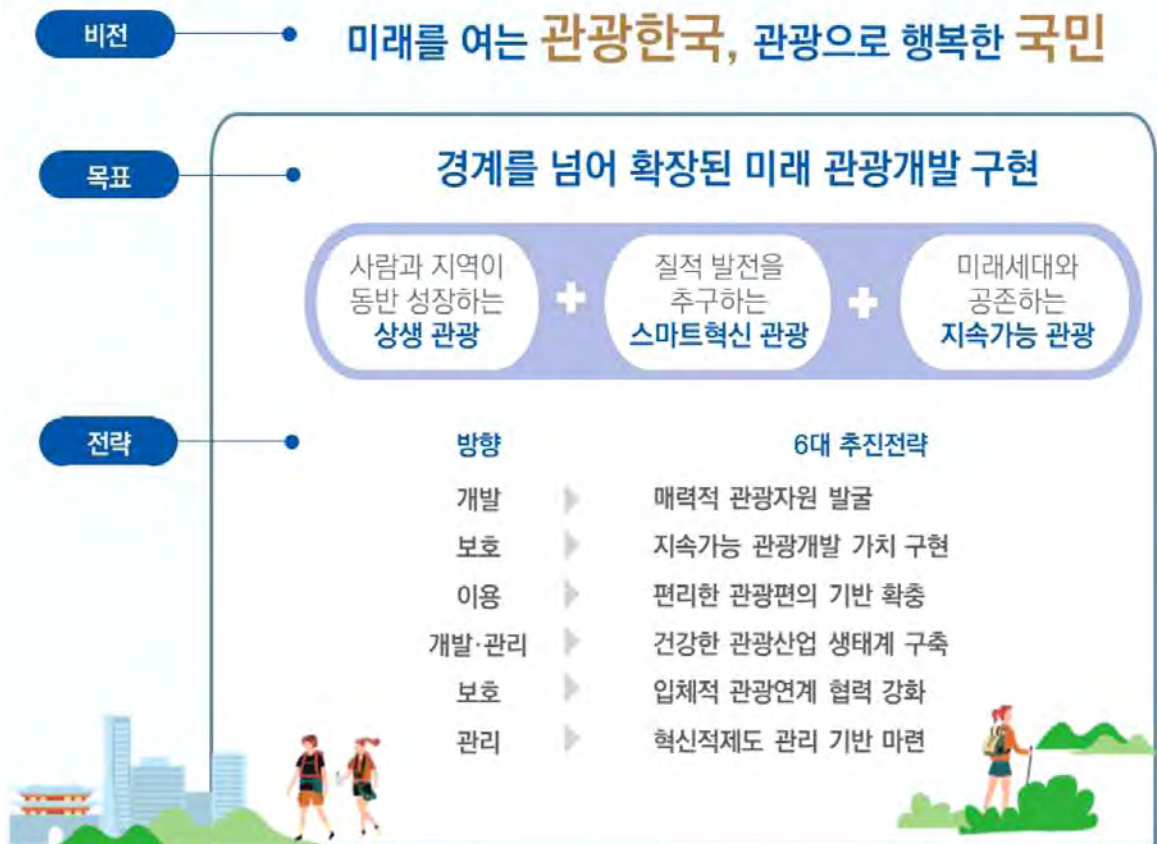 비전
미래를 여는 관광한국, 관광으로 행복한 국민
목표
경계를 넘어 확장된 미래 관광개발 구현
사람과 지역이
동반 성장하는
상생 관광
질적 발전을
추구하는
스마트혁신 관광
미래세대와
공존하는
지속가능 관광
전략
방향 6대 추진전략
개발 매력적 관광자원 발굴
보호 지속가능 관광개발 가치 구현
이용 편리한 관광편의 기반 확충
개발·관리 건강한 관광산업 생태계 구축
보호 입체적 관광연계 협력 강화
관리 혁신적제도 관리 기반 마련